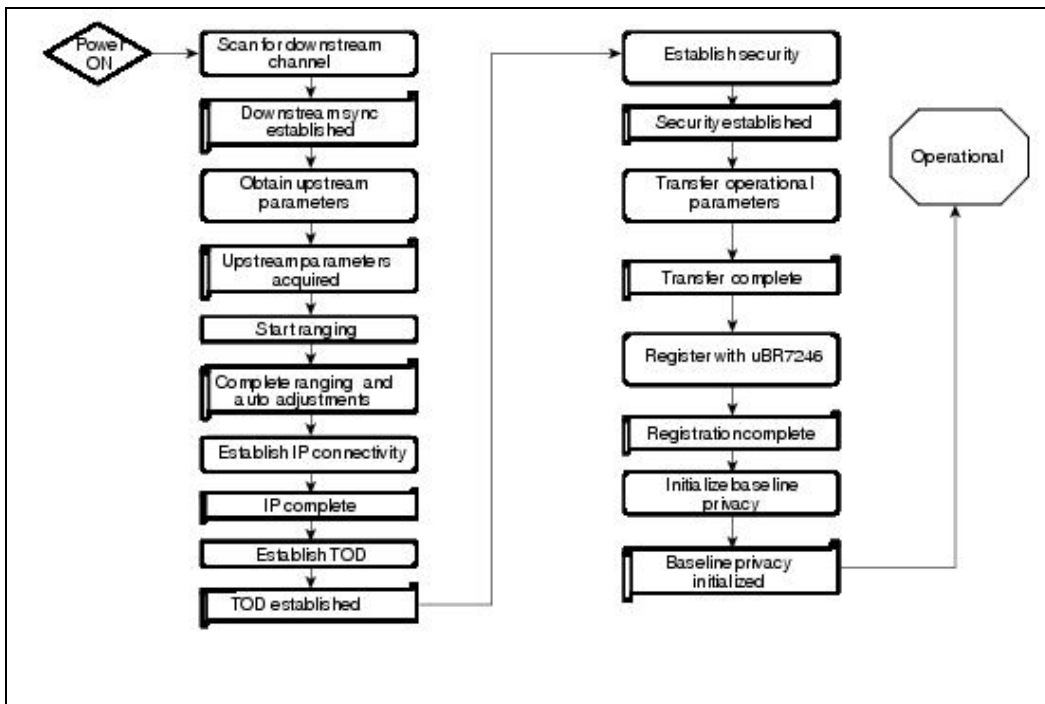 Power
ON
Scan for downstream
channel
Downstream sync
established
Obtain upstream
parameters
Upstream parameters
acquired
Start ranging
Complete ranging and
auto adjustments
Establish IP connectivity
IP complete
Establish TOD
TOD established
Establish security
Security established
Transfer operational
parameters
Transfer complete
Register with uBR7246
Registration complete
Initialize baseline
privacy
Baseline privacy
initialized
Operational